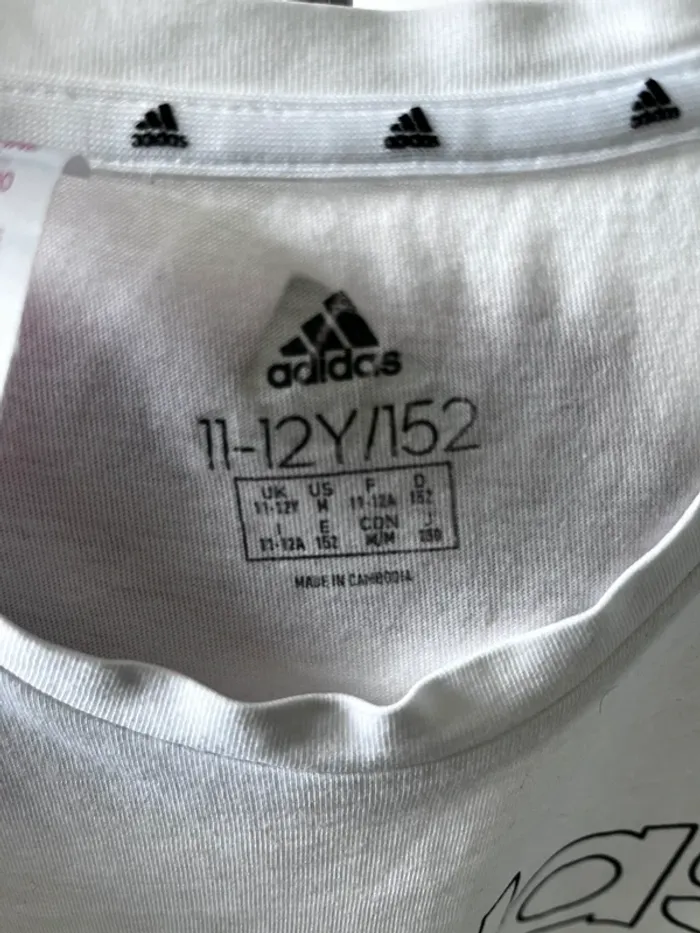 adidas adidas adidas
adidas
11-12Y/152
UK US F D
11-12Y M 11-12A 152
I E CDN J
11-12A 152 M/M 150
MADE IN CAMBODIA